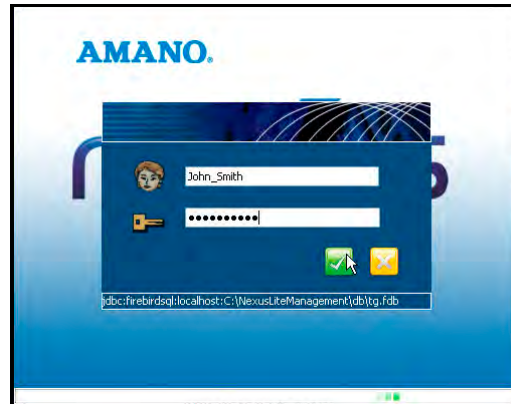 AMANO.
John_Smith
••••••••••
jdbc:firebirdsql:localhost:C:\NexusLiteManagement\db\tg.fdb